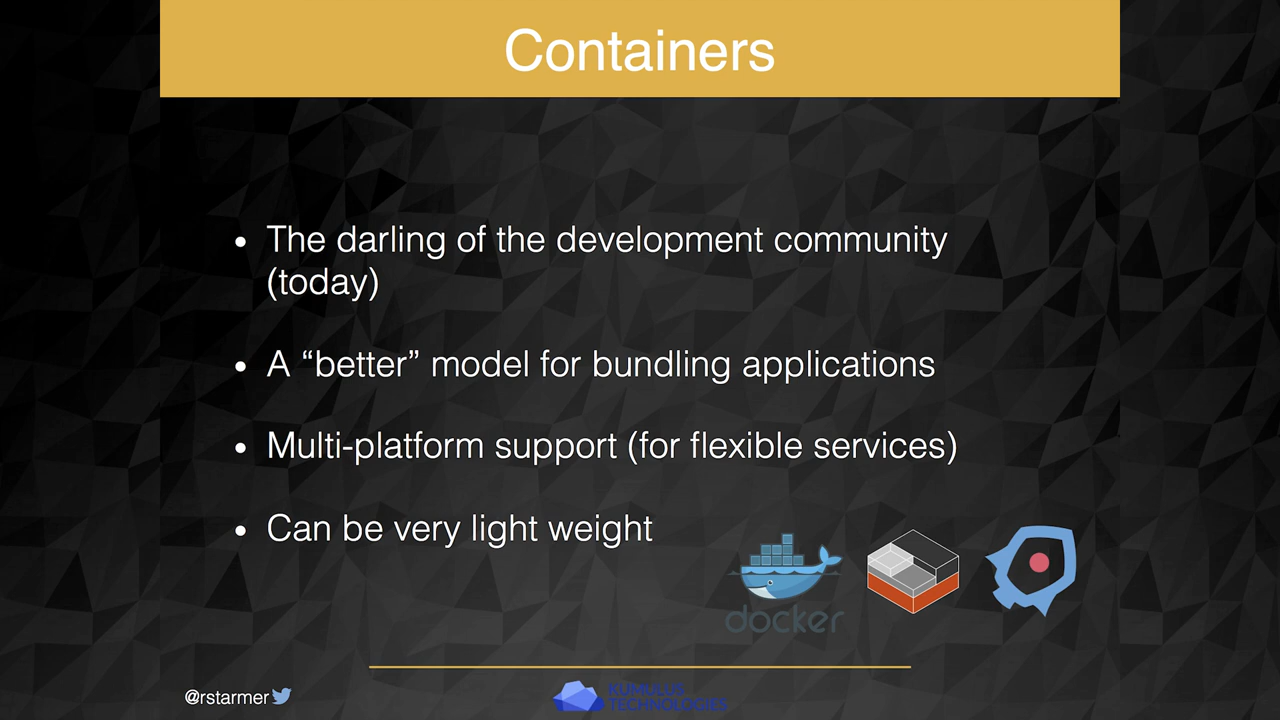 Containers
• The darling of the development community
(today)
• A “better” model for bundling applications
• Multi-platform support (for flexible services)
• Can be very light weight
docker
@rstarmer
KUMULUS
TECHNOLOGIES